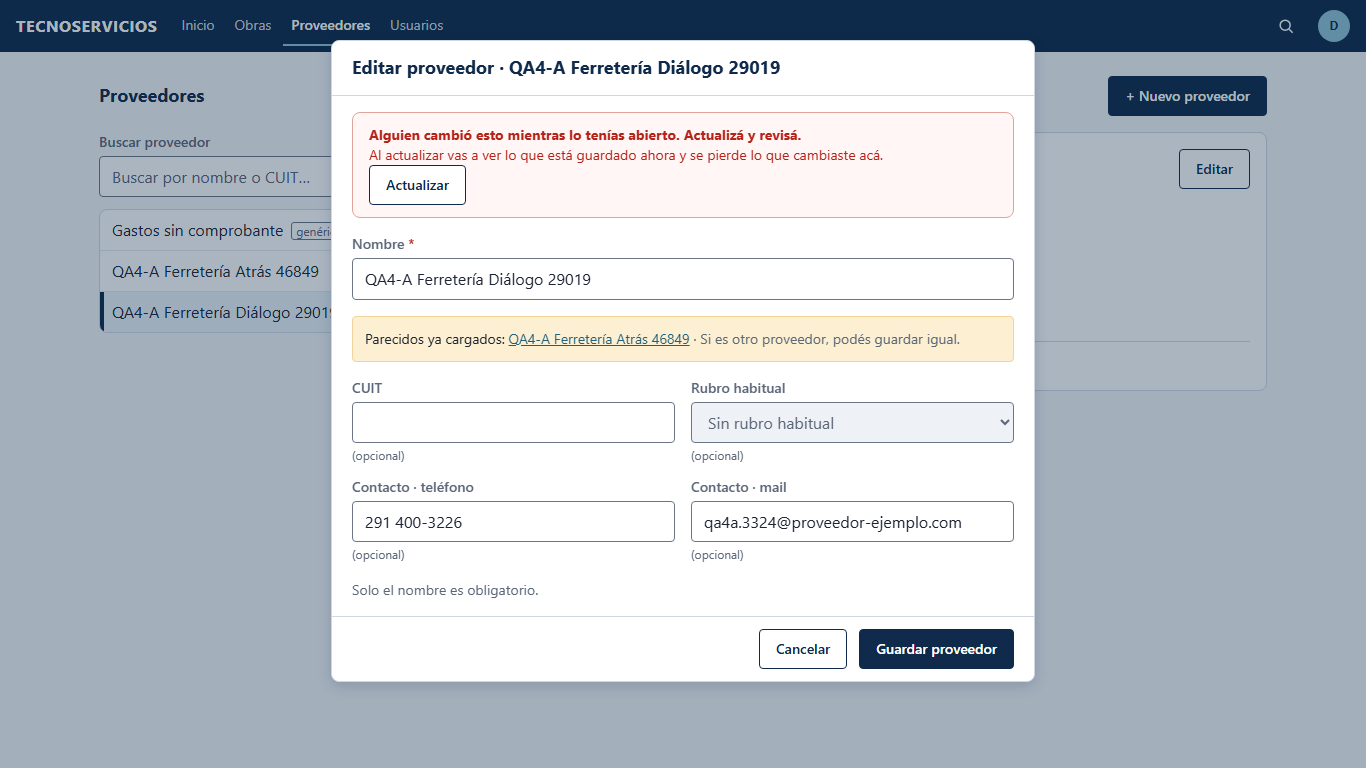 TECNOSERVICIOS Inicio Obras Proveedores Usuarios D
Proveedores
+ Nuevo proveedor
Buscar proveedor
Buscar por nombre o CUIT...
Editar
Gastos sin comprobante
QA4-A Ferretería Atrás 46849
QA4-A Ferretería Diálogo 2901
Editar proveedor · QA4-A Ferretería Diálogo 29019
Alguien cambió esto mientras lo tenías abierto. Actualizá y revisá.
Al actualizar vas a ver lo que está guardado ahora y se pierde lo que cambiaste acá.
Actualizar
Nombre *
QA4-A Ferretería Diálogo 29019
Parecidos ya cargados: QA4-A Ferretería Atrás 46849 · Si es otro proveedor, podés guardar igual.
CUIT Rubro habitual
Sin rubro habitual
(opcional) (opcional)
Contacto · teléfono Contacto · mail
291 400-3226 qa4a.3324@proveedor-ejemplo.com
(opcional) (opcional)
Solo el nombre es obligatorio.
Cancelar Guardar proveedor